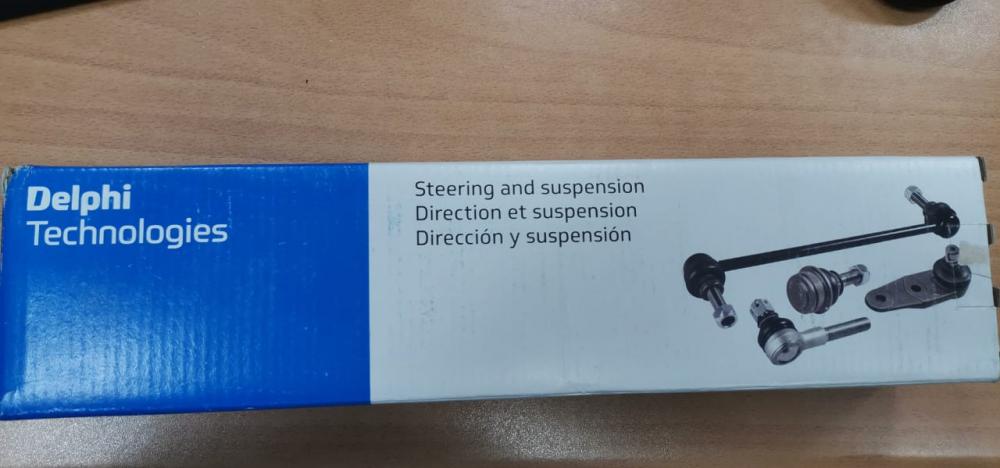 Delphi
Technologies
Steering and suspension
Direction et suspension
Dirección y suspensión